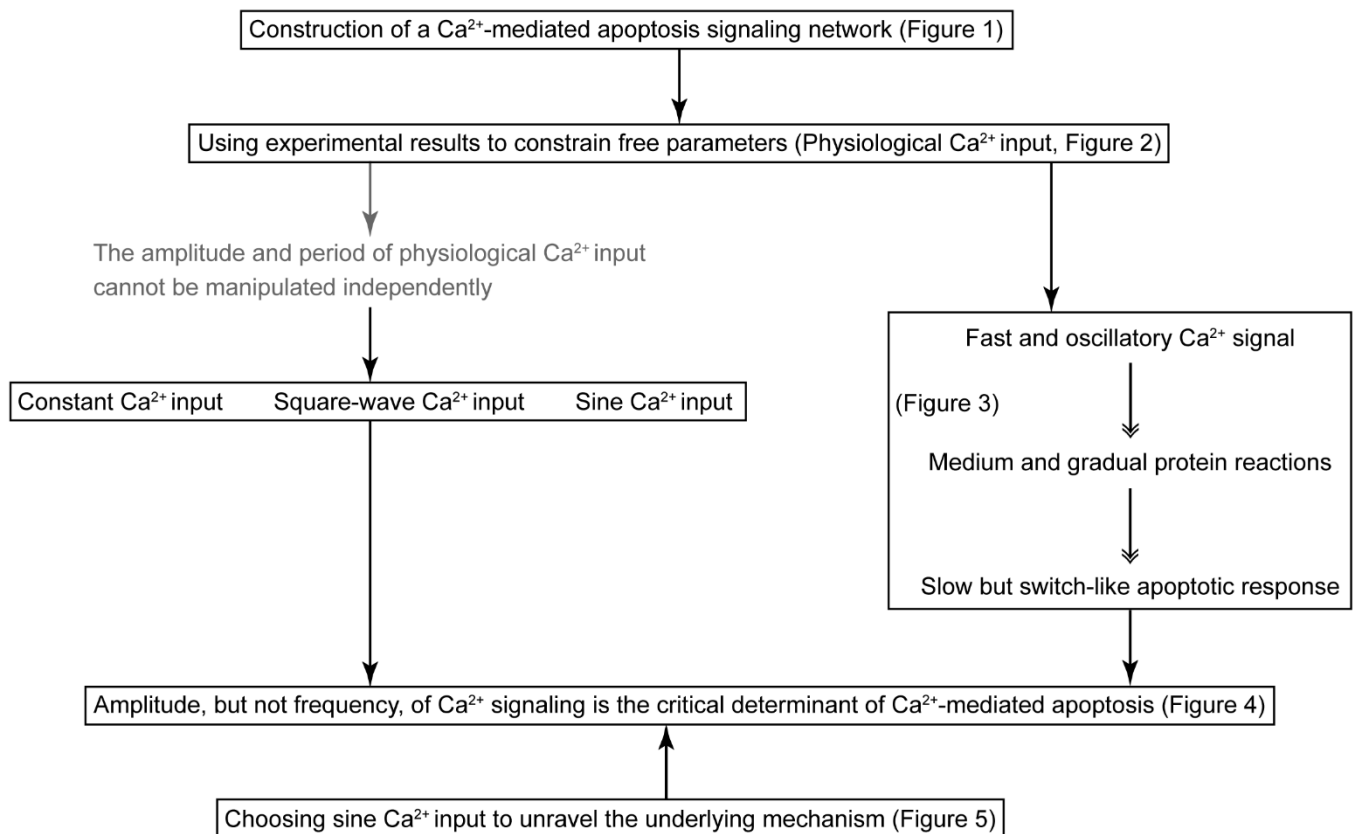 Construction of a Ca²⁺-mediated apoptosis signaling network (Figure 1)
Using experimental results to constrain free parameters (Physiological Ca²⁺ input, Figure 2)
The amplitude and period of physiological Ca²⁺ input
cannot be manipulated independently
Constant Ca²⁺ input Square-wave Ca²⁺ input Sine Ca²⁺ input
Fast and oscillatory Ca²⁺ signal
(Figure 3)
Medium and gradual protein reactions
Slow but switch-like apoptotic response
Amplitude, but not frequency, of Ca²⁺ signaling is the critical determinant of Ca²⁺-mediated apoptosis (Figure 4)
Choosing sine Ca²⁺ input to unravel the underlying mechanism (Figure 5)